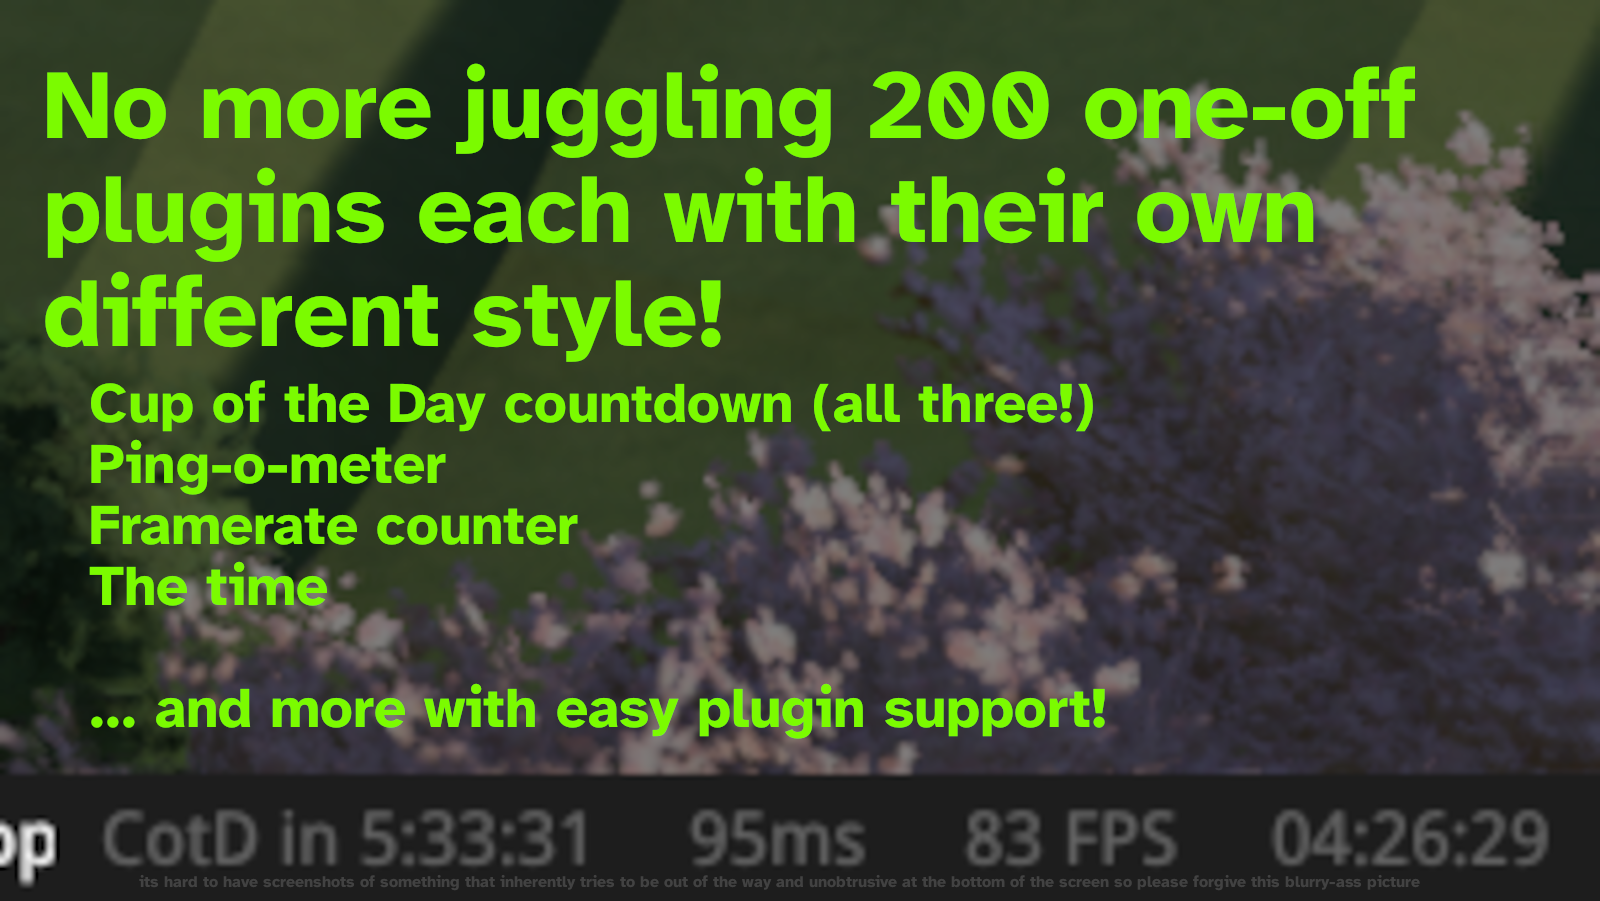 No more juggling 200 one-off
plugins each with their own
different style!
Cup of the Day countdown (all three!)
Ping-o-meter
Framerate counter
The time
... and more with easy plugin support!
op CotD in 5:33:31 95ms 83 FPS 04:26:29
its hard to have screenshots of something that inherently tries to be out of the way and unobtrusive at the bottom of the screen so please forgive this blurry-ass picture